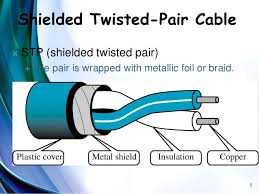 Shielded Twisted-Pair Cable
STP (shielded twisted pair)
pair is wrapped with metallic foil or braid.
Plastic cover Metal shield Insulation Copper